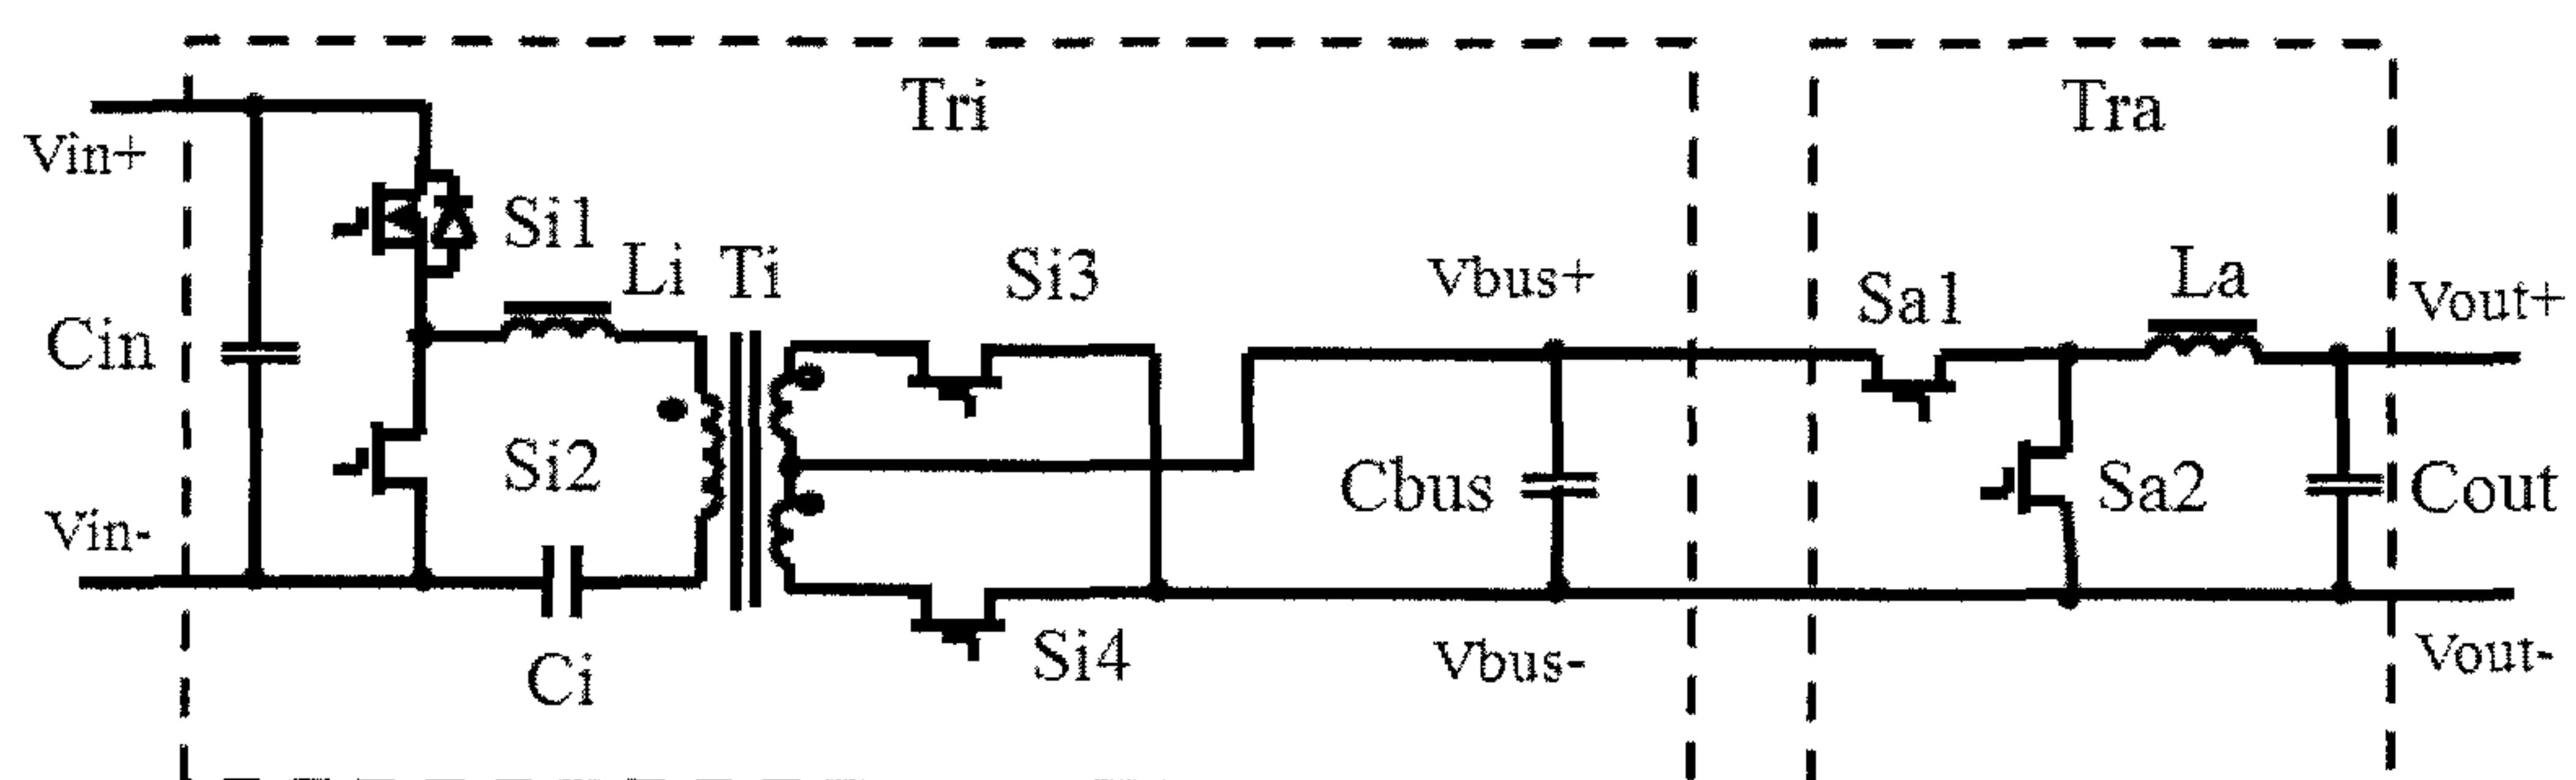 Tri
Tra
Vin+
Si1
Li
Ti
Si3
Vbus+
Sa1
La
Vout+
Cin
Si2
Cbus
Sa2
Cout
Vin-
Ci
Si4
Vbus-
Vout-